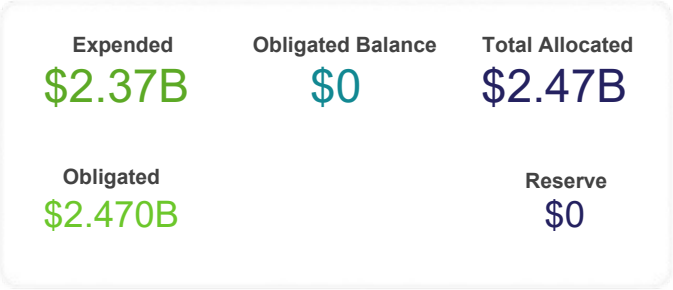 Expended Obligated Balance Total Allocated
$2.37B $0 $2.47B
Obligated Reserve
$2.470B $0